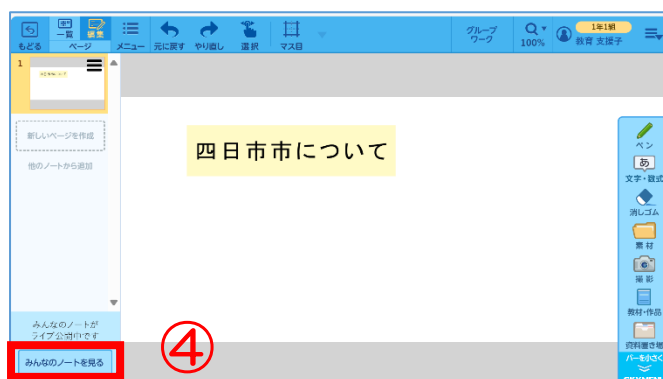 もどる
一覧
編集
ページ
メニュー
元に戻す
やり直し
選択
マス目
グループ
ワーク
100%
1年1組
教育 支援子
1
新しいページを作成
他のノートから追加
四日市市について
ペン
あ
文字・数式
消しゴム
素材
撮影
教材・作品
資料置き場
バーを小さく
みんなのノートが
ライブ公開中です
みんなのノートを見る
④